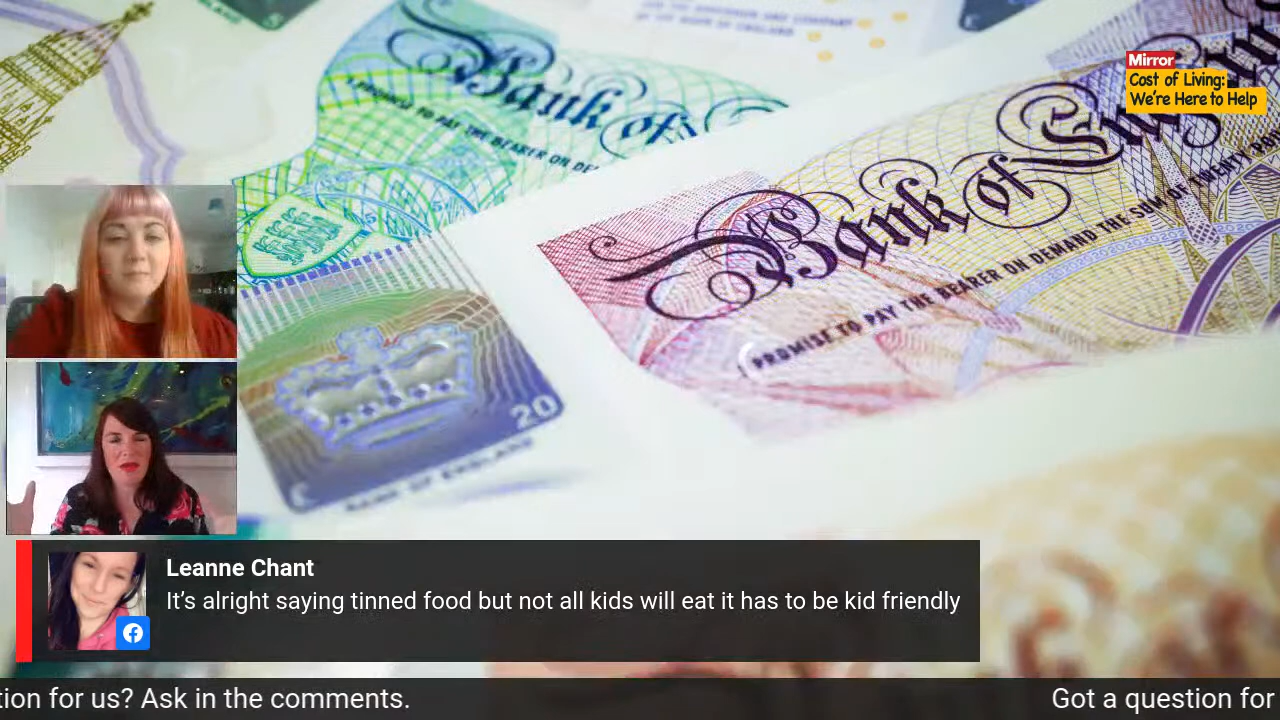 Bank of
I PROMISE TO PAY THE BEARER ON DE
Mirror
Cost of Living:
We're Here to Help
Bank of Eng
I PROMISE TO PAY THE BEARER ON DEMAND THE SUM OF TWENTY PO
20
BANK OF ENGLAND
Leanne Chant
It's alright saying tinned food but not all kids will eat it has to be kid friendly
tion for us? Ask in the comments.
Got a question for